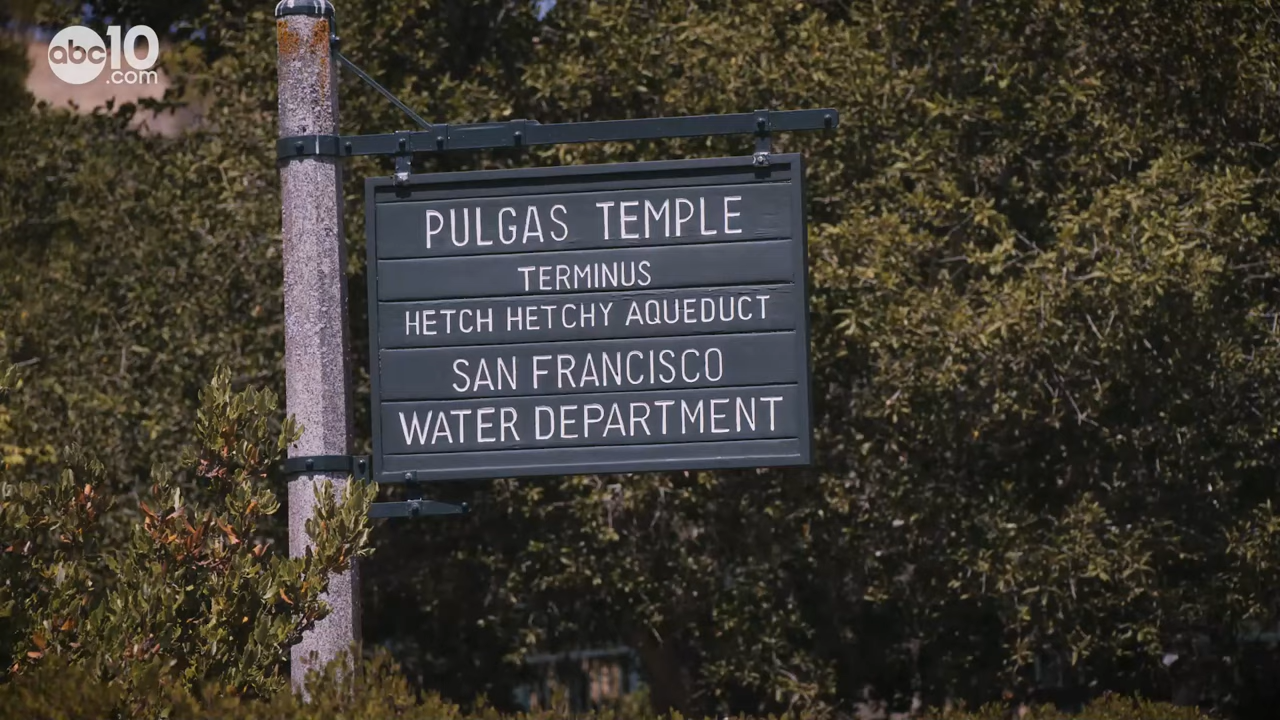 abc10
.com
PULGAS TEMPLE
TERMINUS
HETCH HETCHY AQUEDUCT
SAN FRANCISCO
WATER DEPARTMENT